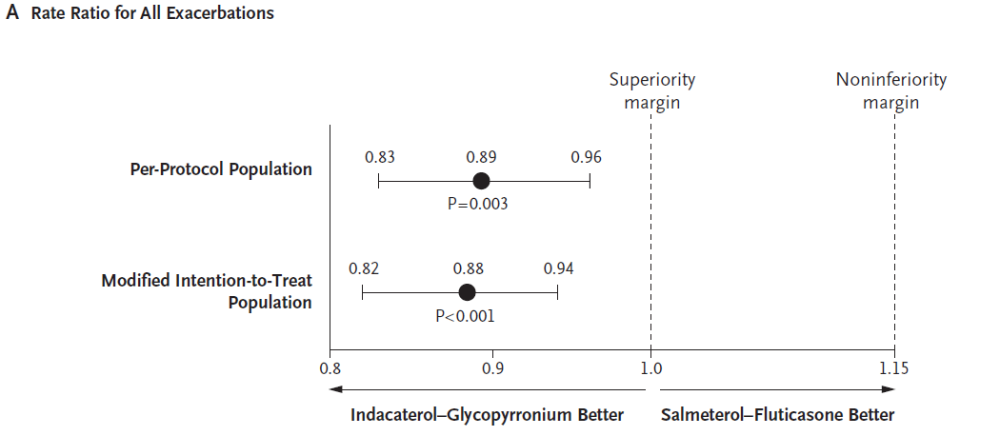 A Rate Ratio for All Exacerbations
Superiority
margin
Noninferiority
margin
Per-Protocol Population
0.83
0.89
0.96
P=0.003
Modified Intention-to-Treat
Population
0.82
0.88
0.94
P<0.001
0.8
0.9
1.0
1.15
Indacaterol–Glycopyrronium Better
Salmeterol–Fluticasone Better